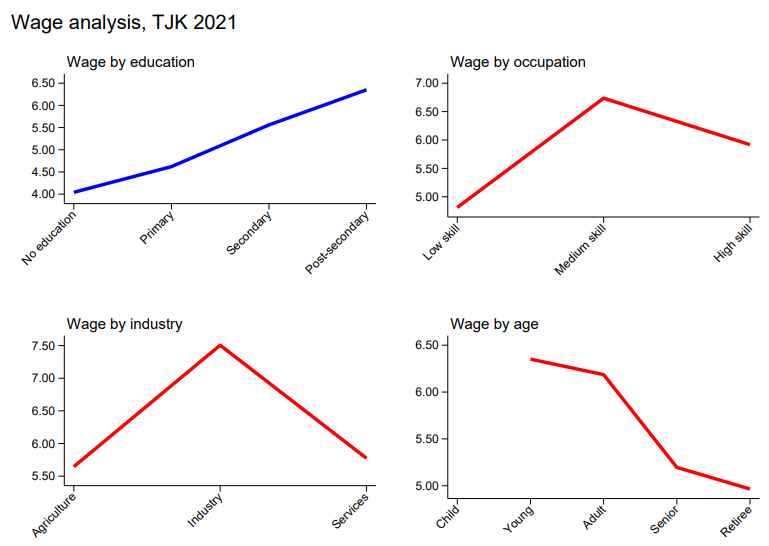 Wage analysis, TJK 2021
Wage by education
6.50
6.00
5.50
5.00
4.50
4.00
No education
Primary
Secondary
Post-secondary
Wage by occupation
7.00
6.50
6.00
5.50
5.00
Low skill
Medium skill
High skill
Wage by industry
7.50
7.00
6.50
6.00
5.50
Agriculture
Industry
Services
Wage by age
6.50
6.00
5.50
5.00
Child
Young
Adult
Senior
Retiree